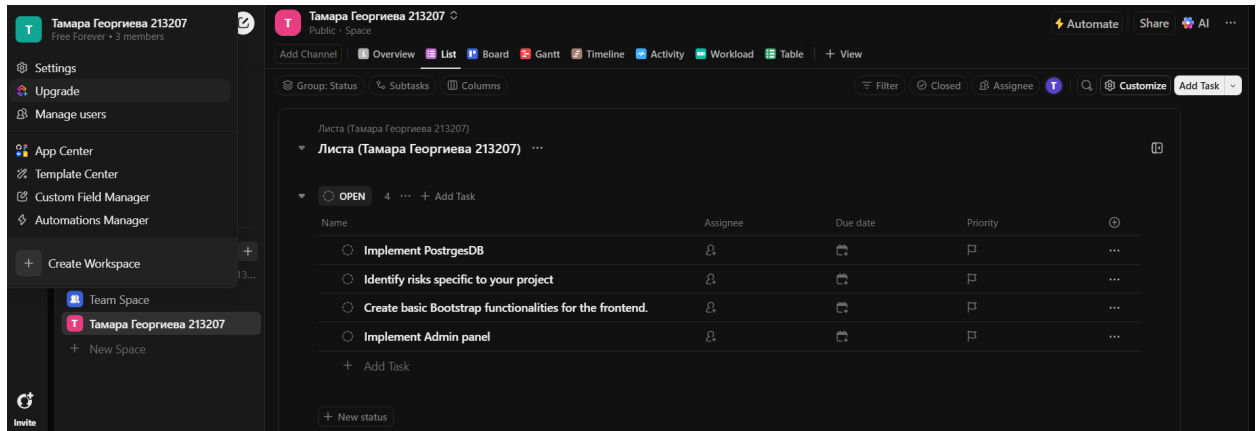 T
Тамара Георгиева 213207
Free Forever • 3 members
Settings
Upgrade
Manage users
App Center
Template Center
Custom Field Manager
Automations Manager
Create Workspace
13...
Team Space
T Тамара Георгиева 213207
New Space
Invite
T Тамара Георгиева 213207
Public · Space
Automate Share AI
Add Channel Overview List Board Gantt Timeline Activity Workload Table + View
Group: Status Subtasks Columns Filter Closed Assignee T Customize Add Task
Листа (Тамара Георгиева 213207)
Листа (Тамара Георгиева 213207) ...
OPEN 4 ... + Add Task
Name Assignee Due date Priority
Implement PostrgesDB
Identify risks specific to your project
Create basic Bootstrap functionalities for the frontend.
Implement Admin panel
+ Add Task
+ New status